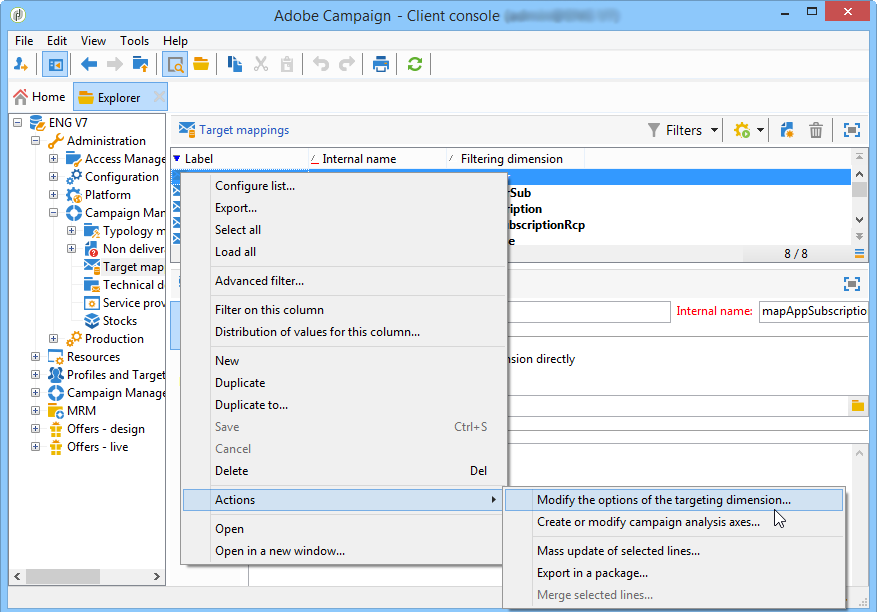 Adobe Campaign - Client console
File Edit View Tools Help
Home
Explorer
ENG V7
Administration
Access Manage
Configuration
Platform
Campaign Man
Typology m
Non deliver
Target map
Technical d
Service prov
Stocks
Production
Resources
Profiles and Target
Campaign Manage
MRM
Offers - design
Offers - live
Target mappings
Filters
Label Internal name Filtering dimension
rSub
ription
bscriptionRcp
e
8 / 8
Internal name: mapAppSubscriptio
nsion directly
Configure list...
Export...
Select all
Load all
Advanced filter...
Filter on this column
Distribution of values for this column...
New
Duplicate
Duplicate to...
Save Ctrl+S
Cancel
Delete Del
Actions
Open
Open in a new window...
Modify the options of the targeting dimension...
Create or modify campaign analysis axes...
Mass update of selected lines...
Export in a package...
Merge selected lines...